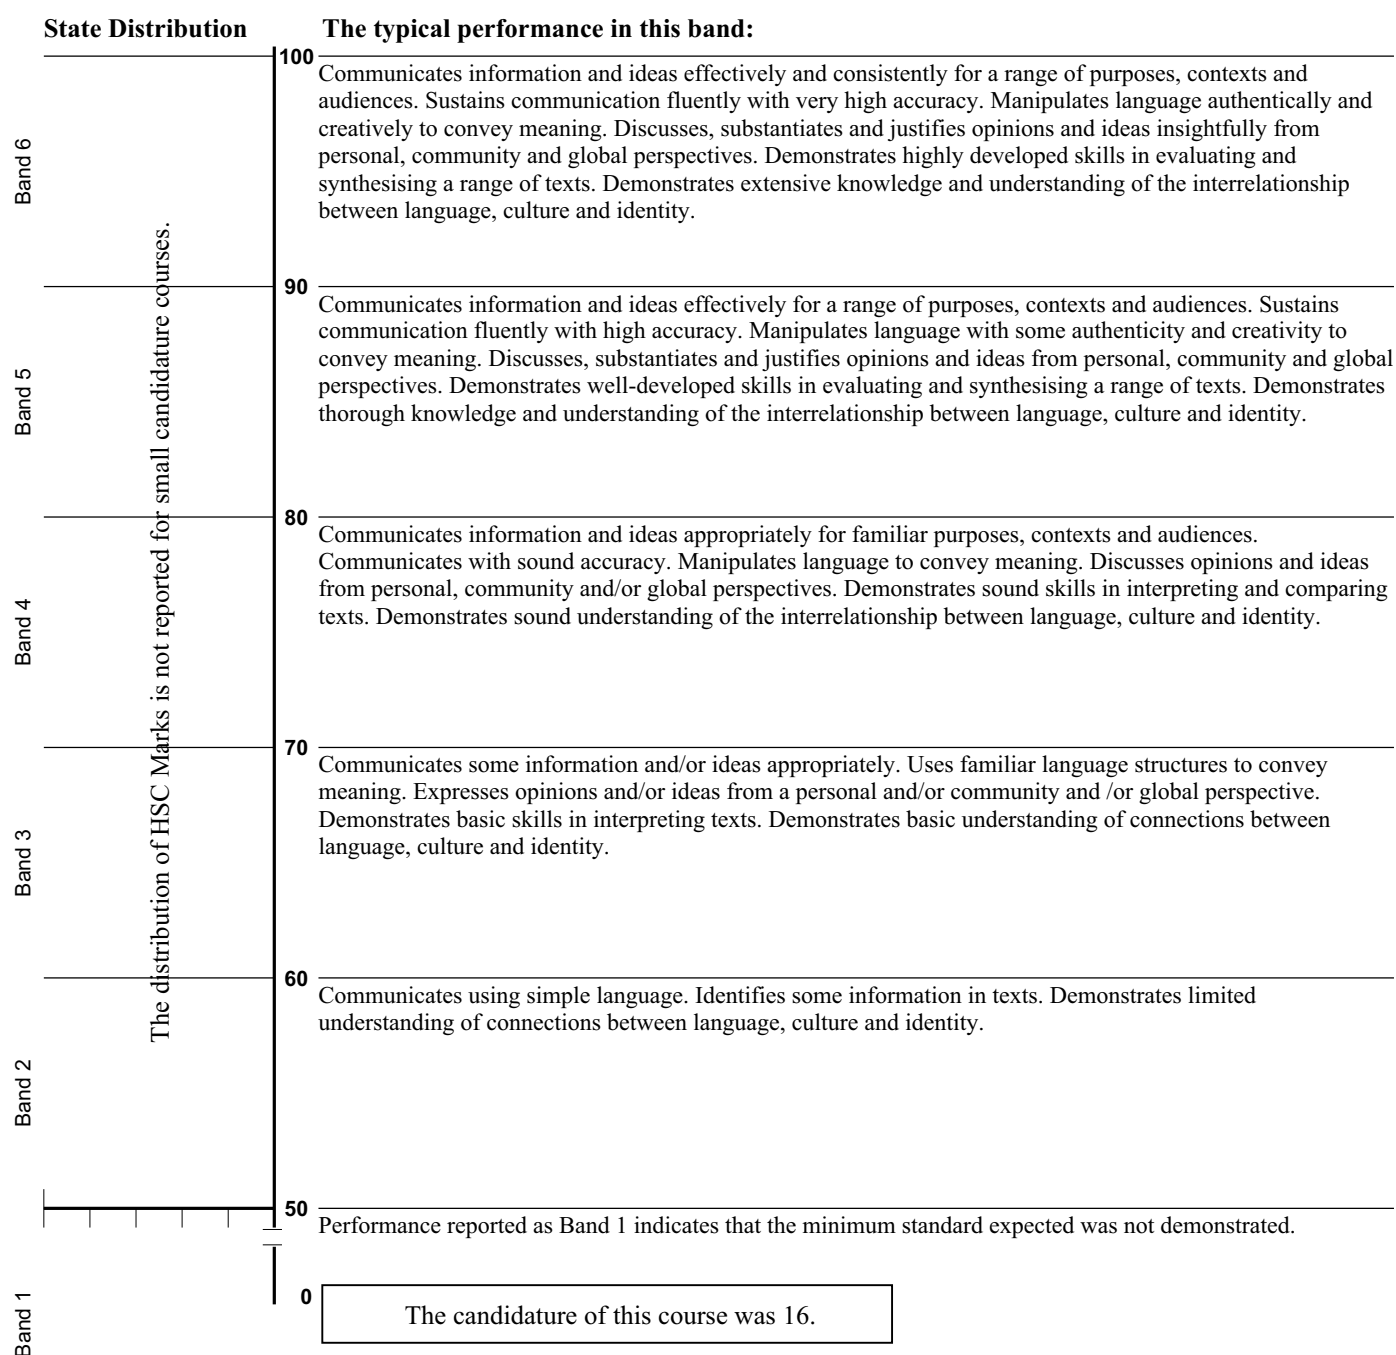 State Distribution
The typical performance in this band:
100
Communicates information and ideas effectively and consistently for a range of purposes, contexts and
audiences. Sustains communication fluently with very high accuracy. Manipulates language authentically and
creatively to convey meaning. Discusses, substantiates and justifies opinions and ideas insightfully from
personal, community and global perspectives. Demonstrates highly developed skills in evaluating and
synthesising a range of texts. Demonstrates extensive knowledge and understanding of the interrelationship
between language, culture and identity.
Band 6
90
Communicates information and ideas effectively for a range of purposes, contexts and audiences. Sustains
communication fluently with high accuracy. Manipulates language with some authenticity and creativity to
convey meaning. Discusses, substantiates and justifies opinions and ideas from personal, community and global
perspectives. Demonstrates well-developed skills in evaluating and synthesising a range of texts. Demonstrates
thorough knowledge and understanding of the interrelationship between language, culture and identity.
Band 5
80
Communicates information and ideas appropriately for familiar purposes, contexts and audiences.
Communicates with sound accuracy. Manipulates language to convey meaning. Discusses opinions and ideas
from personal, community and/or global perspectives. Demonstrates sound skills in interpreting and comparing
texts. Demonstrates sound understanding of the interrelationship between language, culture and identity.
Band 4
The distribution of HSC Marks is not reported for small candidature courses.
70
Communicates some information and/or ideas appropriately. Uses familiar language structures to convey
meaning. Expresses opinions and/or ideas from a personal and/or community and /or global perspective.
Demonstrates basic skills in interpreting texts. Demonstrates basic understanding of connections between
language, culture and identity.
Band 3
60
Communicates using simple language. Identifies some information in texts. Demonstrates limited
understanding of connections between language, culture and identity.
Band 2
50
Performance reported as Band 1 indicates that the minimum standard expected was not demonstrated.
0
Band 1
The candidature of this course was 16.